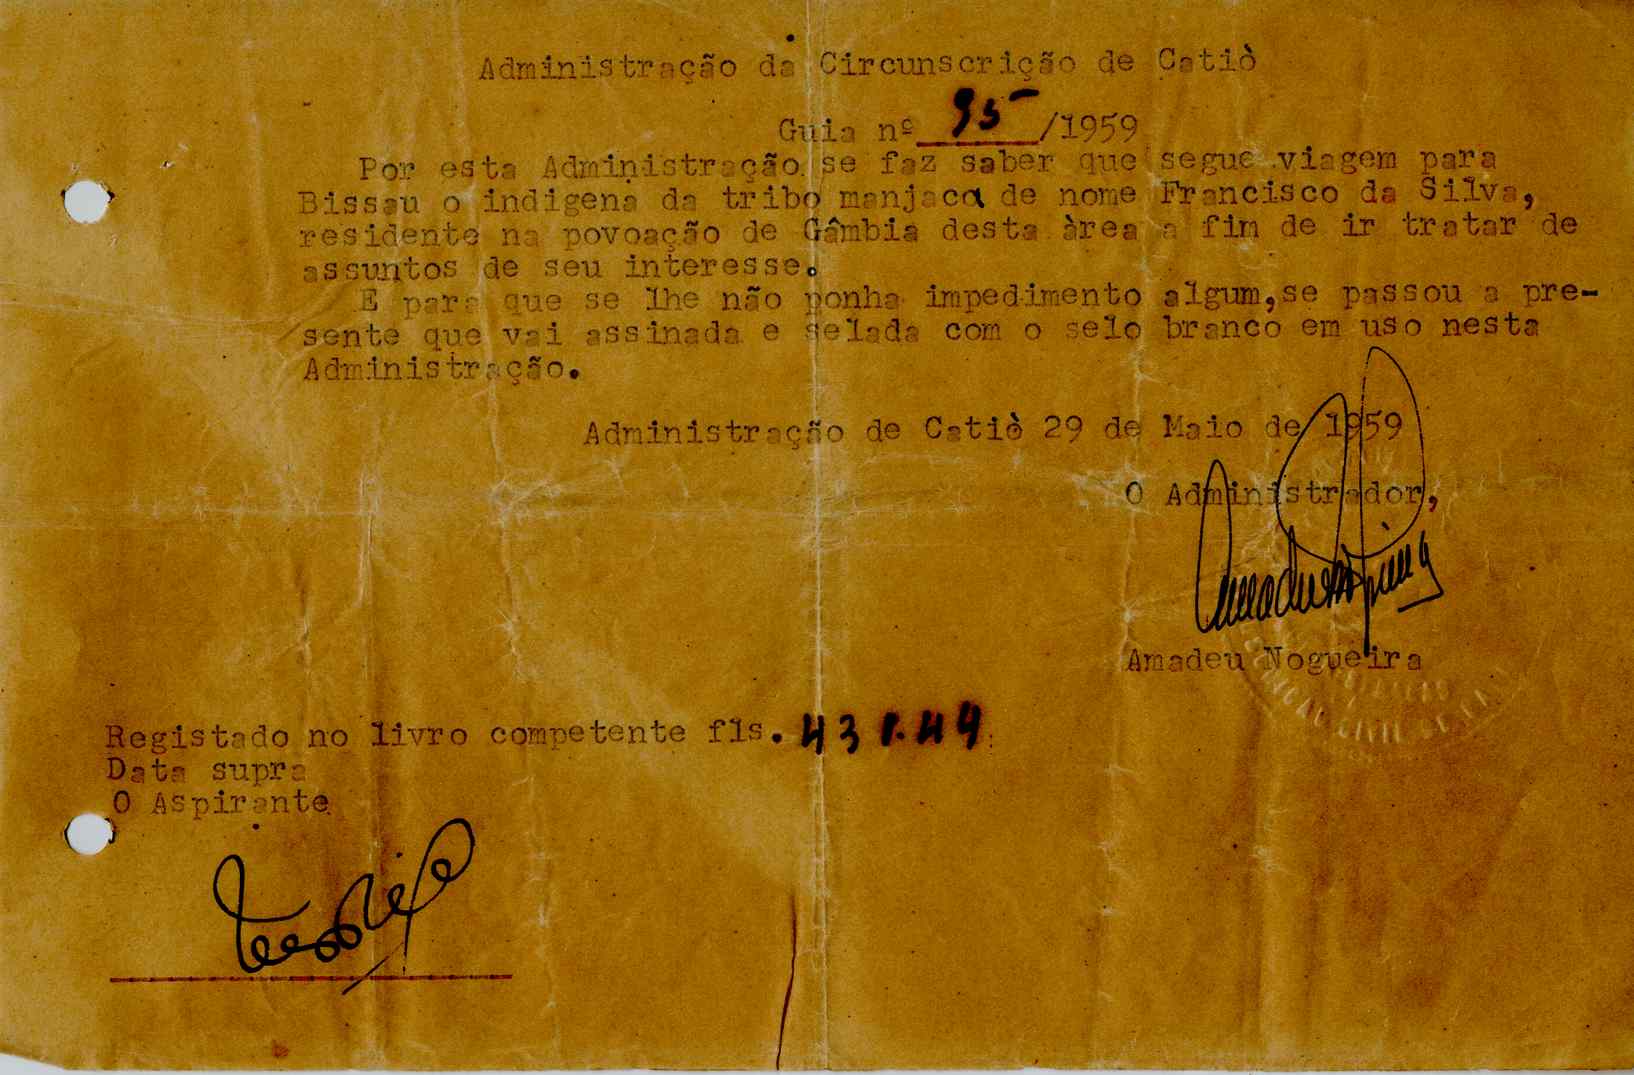 Administração da Circunscrição de Catiò
Guia nº 95 /1959
Por esta Administração se faz saber que segue viagem para
Bissau o indigena da tribo manjaca de nome Francisco da Silva,
residente na povoação de Gâmbia desta àrea a fim de ir tratar de
assuntos de seu interesse.
E para que se lhe não ponha impedimento algum,se passou a pre-
sente que vai assinada e selada com o selo branco em uso nesta
Administração.
Administração de Catiò 29 de Maio de 1959
O Administrador,
Amadeu Nogueira
Registado no livro competente fls.
Data supra
O Aspirante